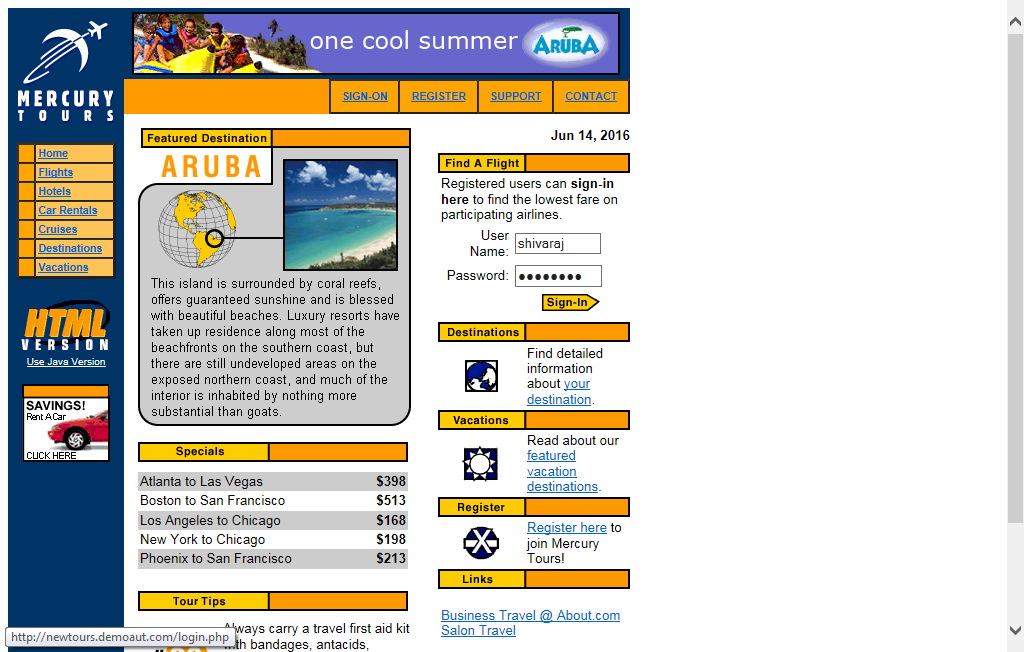 one cool summer
ARUBA
MERCURY
TOURS
SIGN-ON
REGISTER
SUPPORT
CONTACT
Home
Flights
Hotels
Car Rentals
Cruises
Destinations
Vacations
HTML
VERSION
Use Java Version
SAVINGS!
Rent A Car
CLICK HERE
Featured Destination
ARUBA
This island is surrounded by coral reefs,
offers guaranteed sunshine and is blessed
with beautiful beaches. Luxury resorts have
taken up residence along most of the
beachfronts on the southern coast, but
there are still undeveloped areas on the
exposed northern coast, and much of the
interior is inhabited by nothing more
substantial than goats.
Specials
Atlanta to Las Vegas $398
Boston to San Francisco $513
Los Angeles to Chicago $168
New York to Chicago $198
Phoenix to San Francisco $213
Tour Tips
Always carry a travel first aid kit
with bandages, antacids,
Jun 14, 2016
Find A Flight
Registered users can sign-in
here to find the lowest fare on
participating airlines.
User
Name: shivaraj
Password: ●●●●●●●●
Sign-In
Destinations
Find detailed
information
about your
destination.
Vacations
Read about our
featured
vacation
destinations.
Register
Register here to
join Mercury
Tours!
Links
Business Travel @ About.com
Salon Travel
http://newtours.demoaut.com/login.php